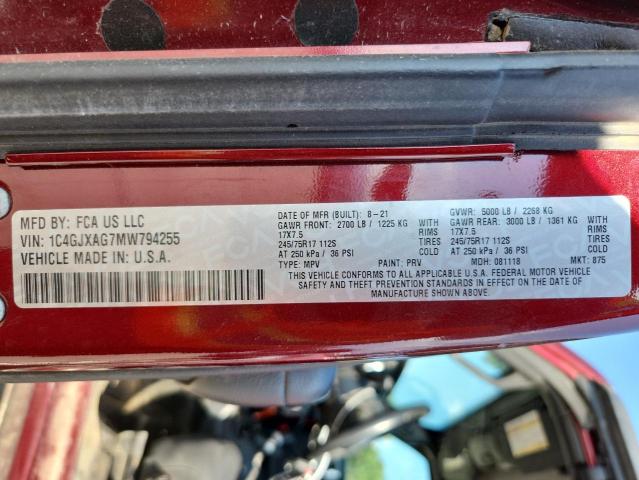 MFD BY: FCA US LLC
VIN: 1C4GJXAG7MW794255
VEHICLE MADE IN: U.S.A.
DATE OF MFR (BUILT): 8-21 GVWR: 5000 LB / 2268 KG
GAWR FRONT: 2700 LB / 1225 KG RIMS GAWR REAR: 3000 LB / 1361 KG RIMS
17X7.5 TIRES 17X7.5 TIRES
245/75R17 112S COLD 245/75R17 112S COLD
AT 250 kPa / 36 PSI AT 250 kPa / 36 PSI
TYPE: MPV PAINT: PRV MDH: 081118 MKT: 875
THIS VEHICLE CONFORMS TO ALL APPLICABLE U.S.A. FEDERAL MOTOR VEHICLE
SAFETY AND THEFT PREVENTION STANDARDS IN EFFECT ON THE DATE OF
MANUFACTURE SHOWN ABOVE.